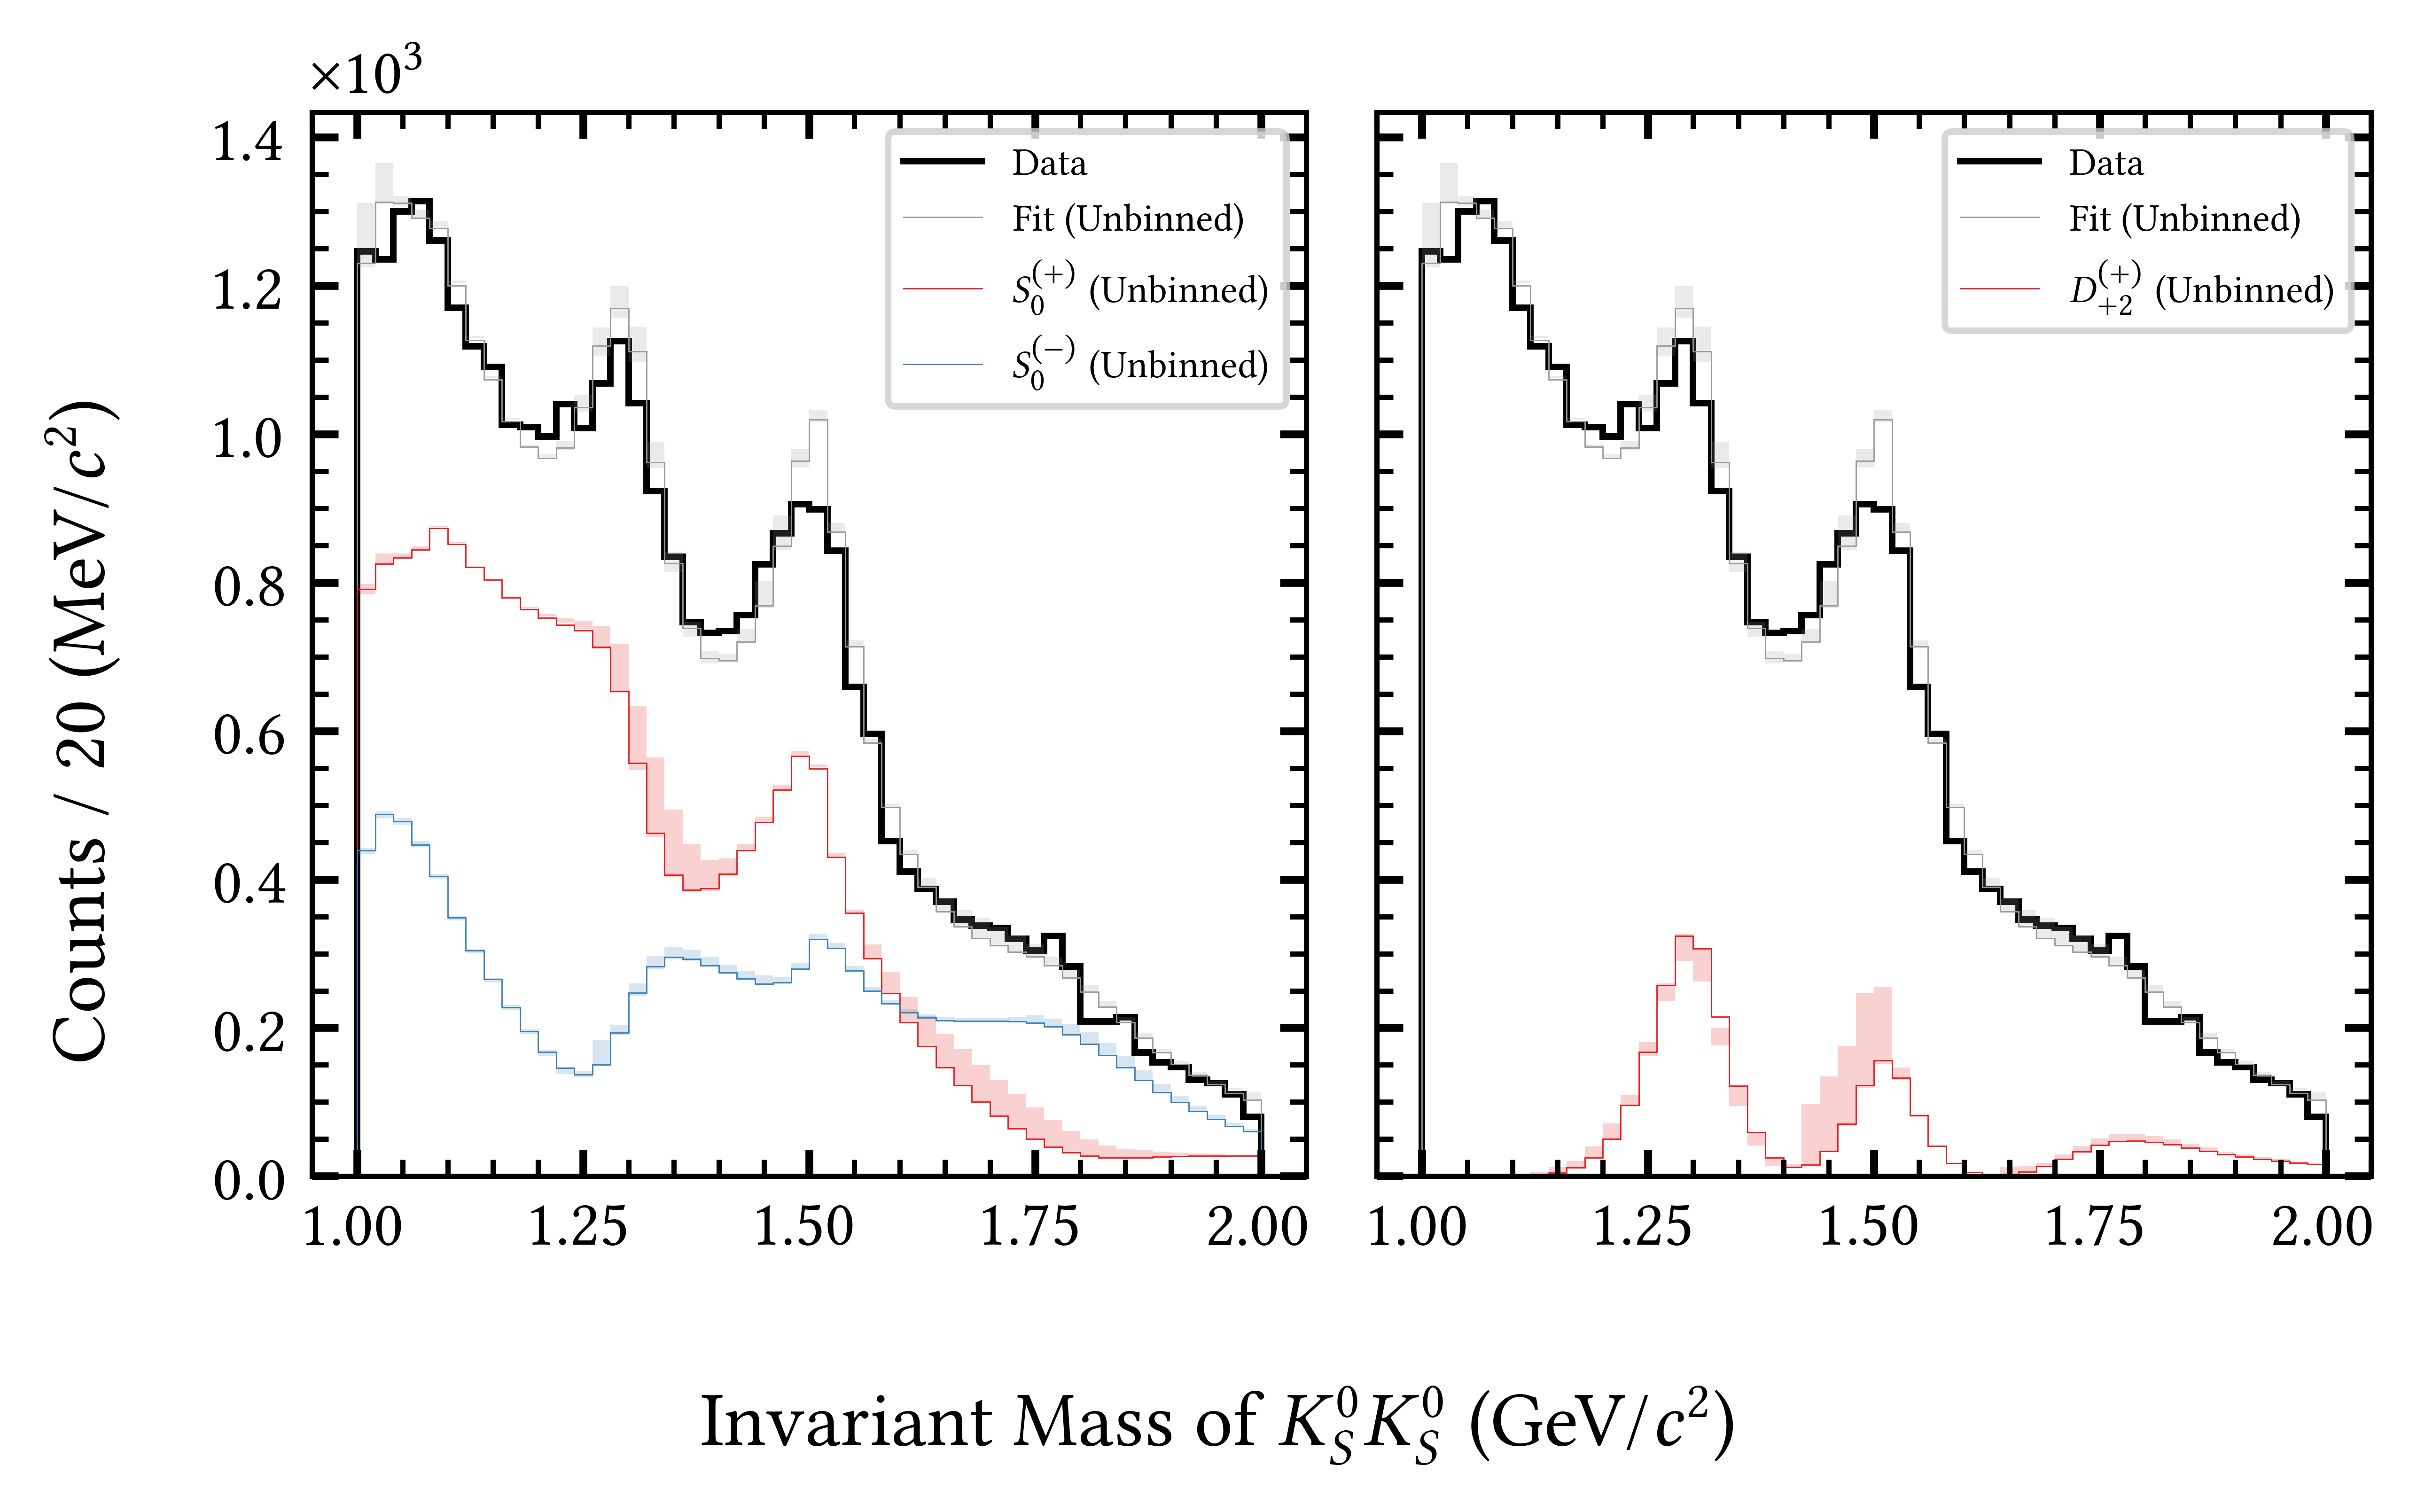 ×10³
Counts / 20 (MeV/c²)
1.4
1.2
1.0
0.8
0.6
0.4
0.2
0.0
Data
Fit (Unbinned)
S₀⁽⁺⁾ (Unbinned)
S₀⁽⁻⁾ (Unbinned)
Data
Fit (Unbinned)
D₊₂⁽⁺⁾ (Unbinned)
1.00 1.25 1.50 1.75 2.00
1.00 1.25 1.50 1.75 2.00
Invariant Mass of K_S⁰K_S⁰ (GeV/c²)